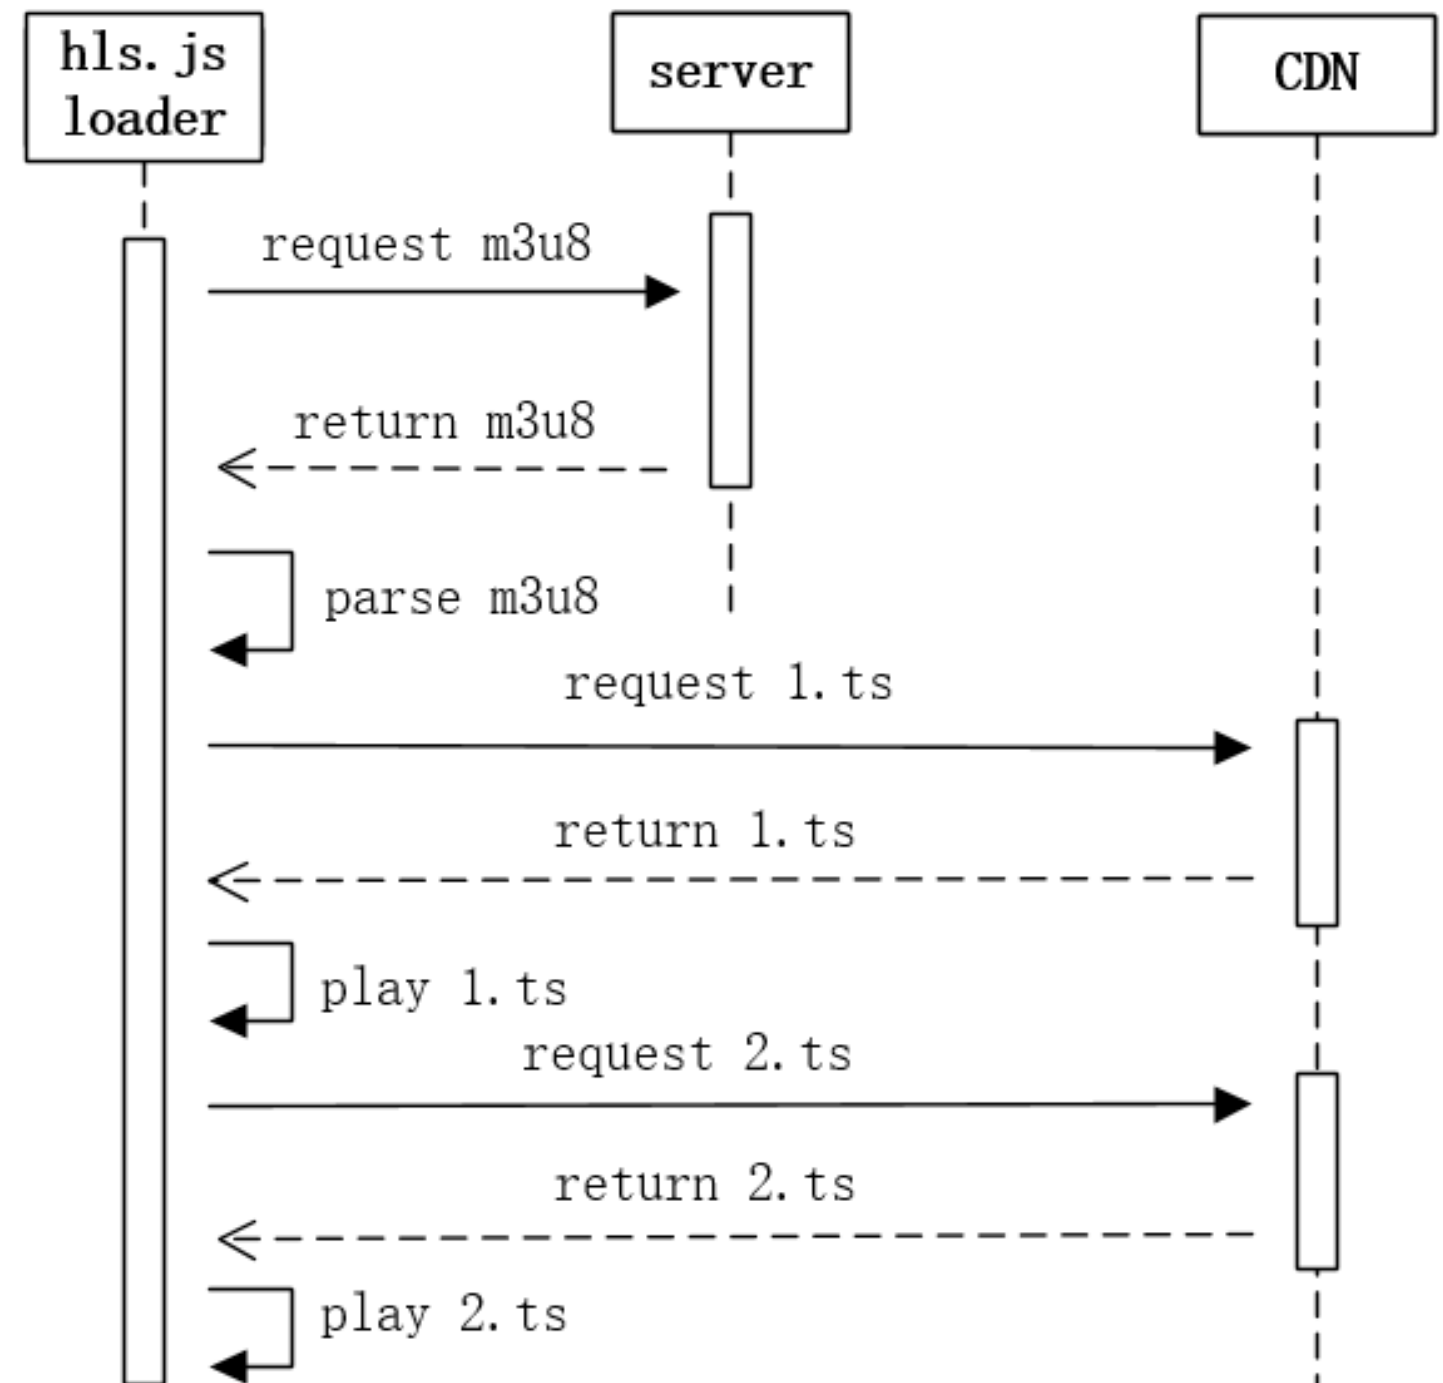 hls.js
loader
server
CDN
request m3u8
return m3u8
parse m3u8
request 1.ts
return 1.ts
play 1.ts
request 2.ts
return 2.ts
play 2.ts